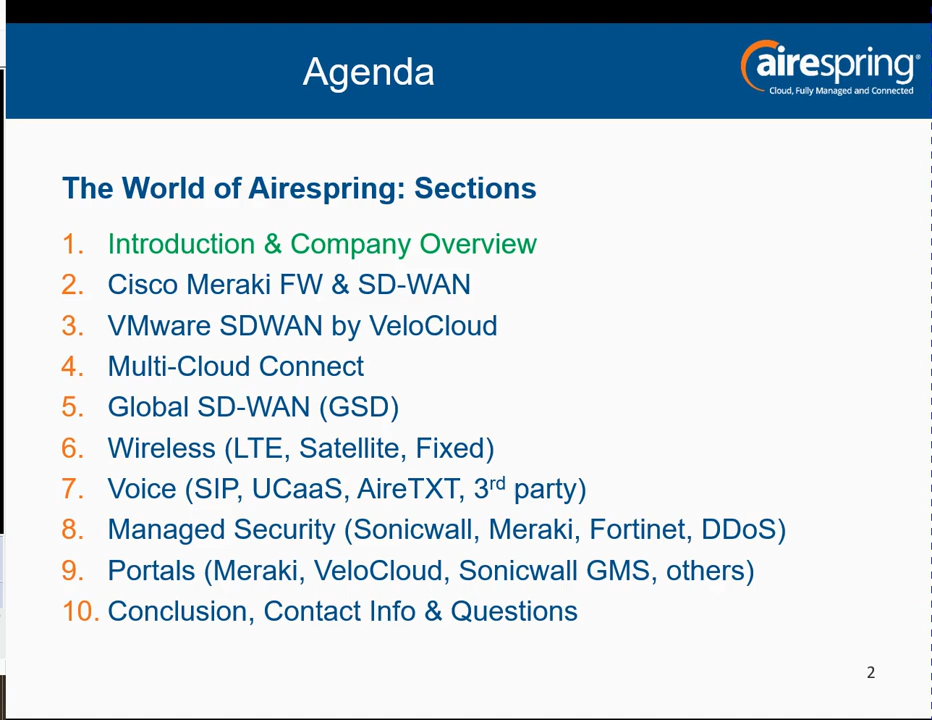 Agenda
airespring®
Cloud, Fully Managed and Connected
The World of Airespring: Sections
1. Introduction & Company Overview
2. Cisco Meraki FW & SD-WAN
3. VMware SDWAN by VeloCloud
4. Multi-Cloud Connect
5. Global SD-WAN (GSD)
6. Wireless (LTE, Satellite, Fixed)
7. Voice (SIP, UCaaS, AireTXT, 3rd party)
8. Managed Security (Sonicwall, Meraki, Fortinet, DDoS)
9. Portals (Meraki, VeloCloud, Sonicwall GMS, others)
10. Conclusion, Contact Info & Questions
2